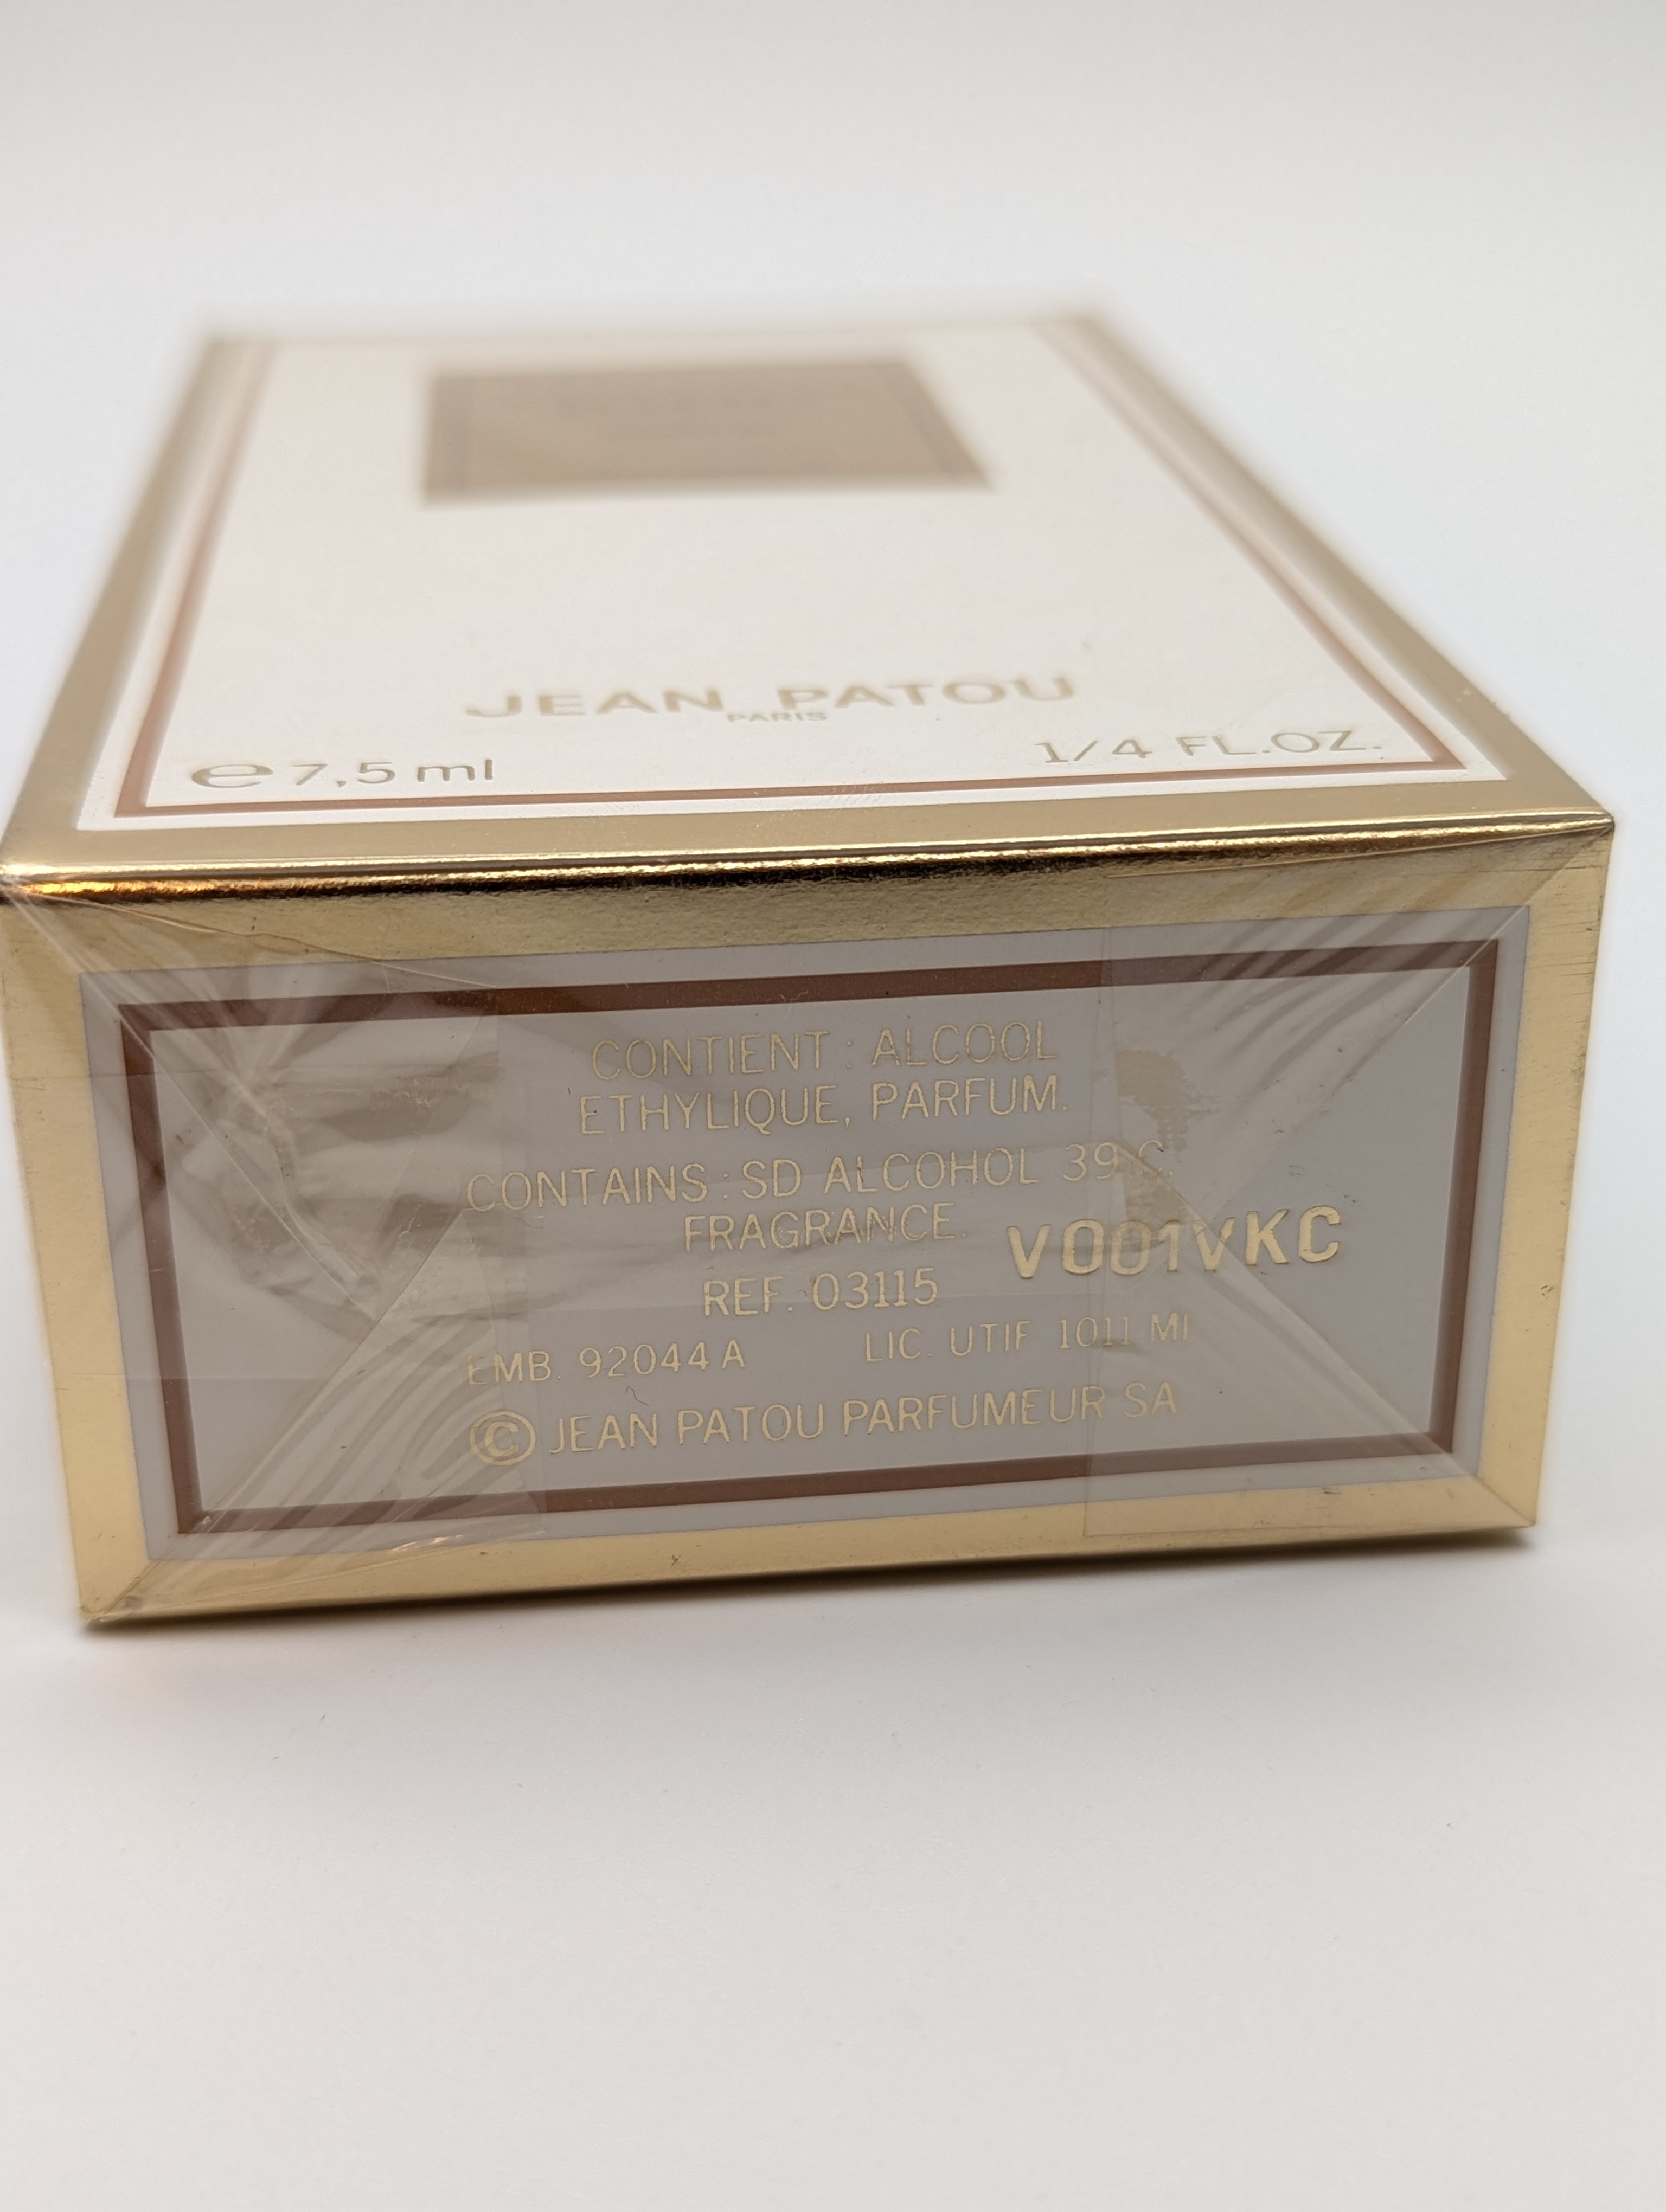 JEAN PATOU
PARIS
℮ 7,5 ml
1/4 FL.OZ.
CONTIENT : ALCOOL
ETHYLIQUE, PARFUM.
CONTAINS : SD ALCOHOL 39 C.
FRAGRANCE.
V001VKC
REF. 03115
EMB. 92044 A
LIC. UTIF 1011 MI
© JEAN PATOU PARFUMEUR SA